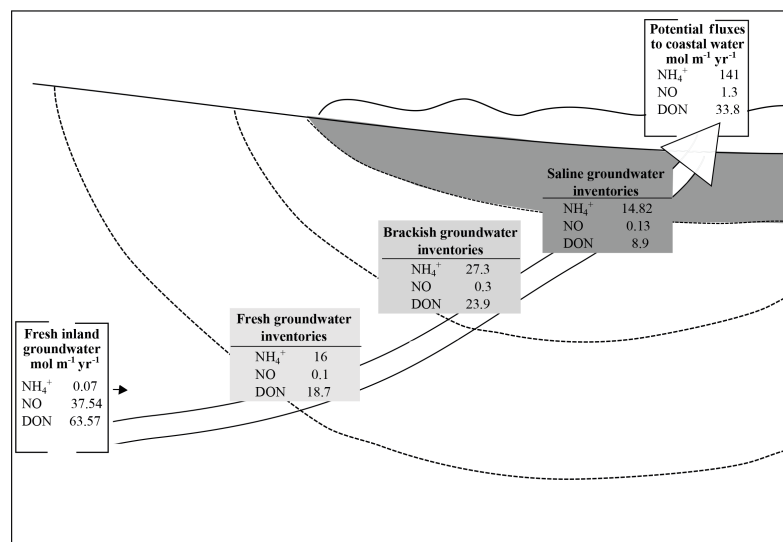 Potential fluxes
to coastal water
mol m⁻¹ yr⁻¹
NH₄⁺ 141
NO 1.3
DON 33.8
Saline groundwater
inventories
NH₄⁺ 14.82
NO 0.13
DON 8.9
Brackish groundwater
inventories
NH₄⁺ 27.3
NO 0.3
DON 23.9
Fresh groundwater
inventories
NH₄⁺ 16
NO 0.1
DON 18.7
Fresh inland
groundwater
mol m⁻¹ yr⁻¹
NH₄⁺ 0.07
NO 37.54
DON 63.57